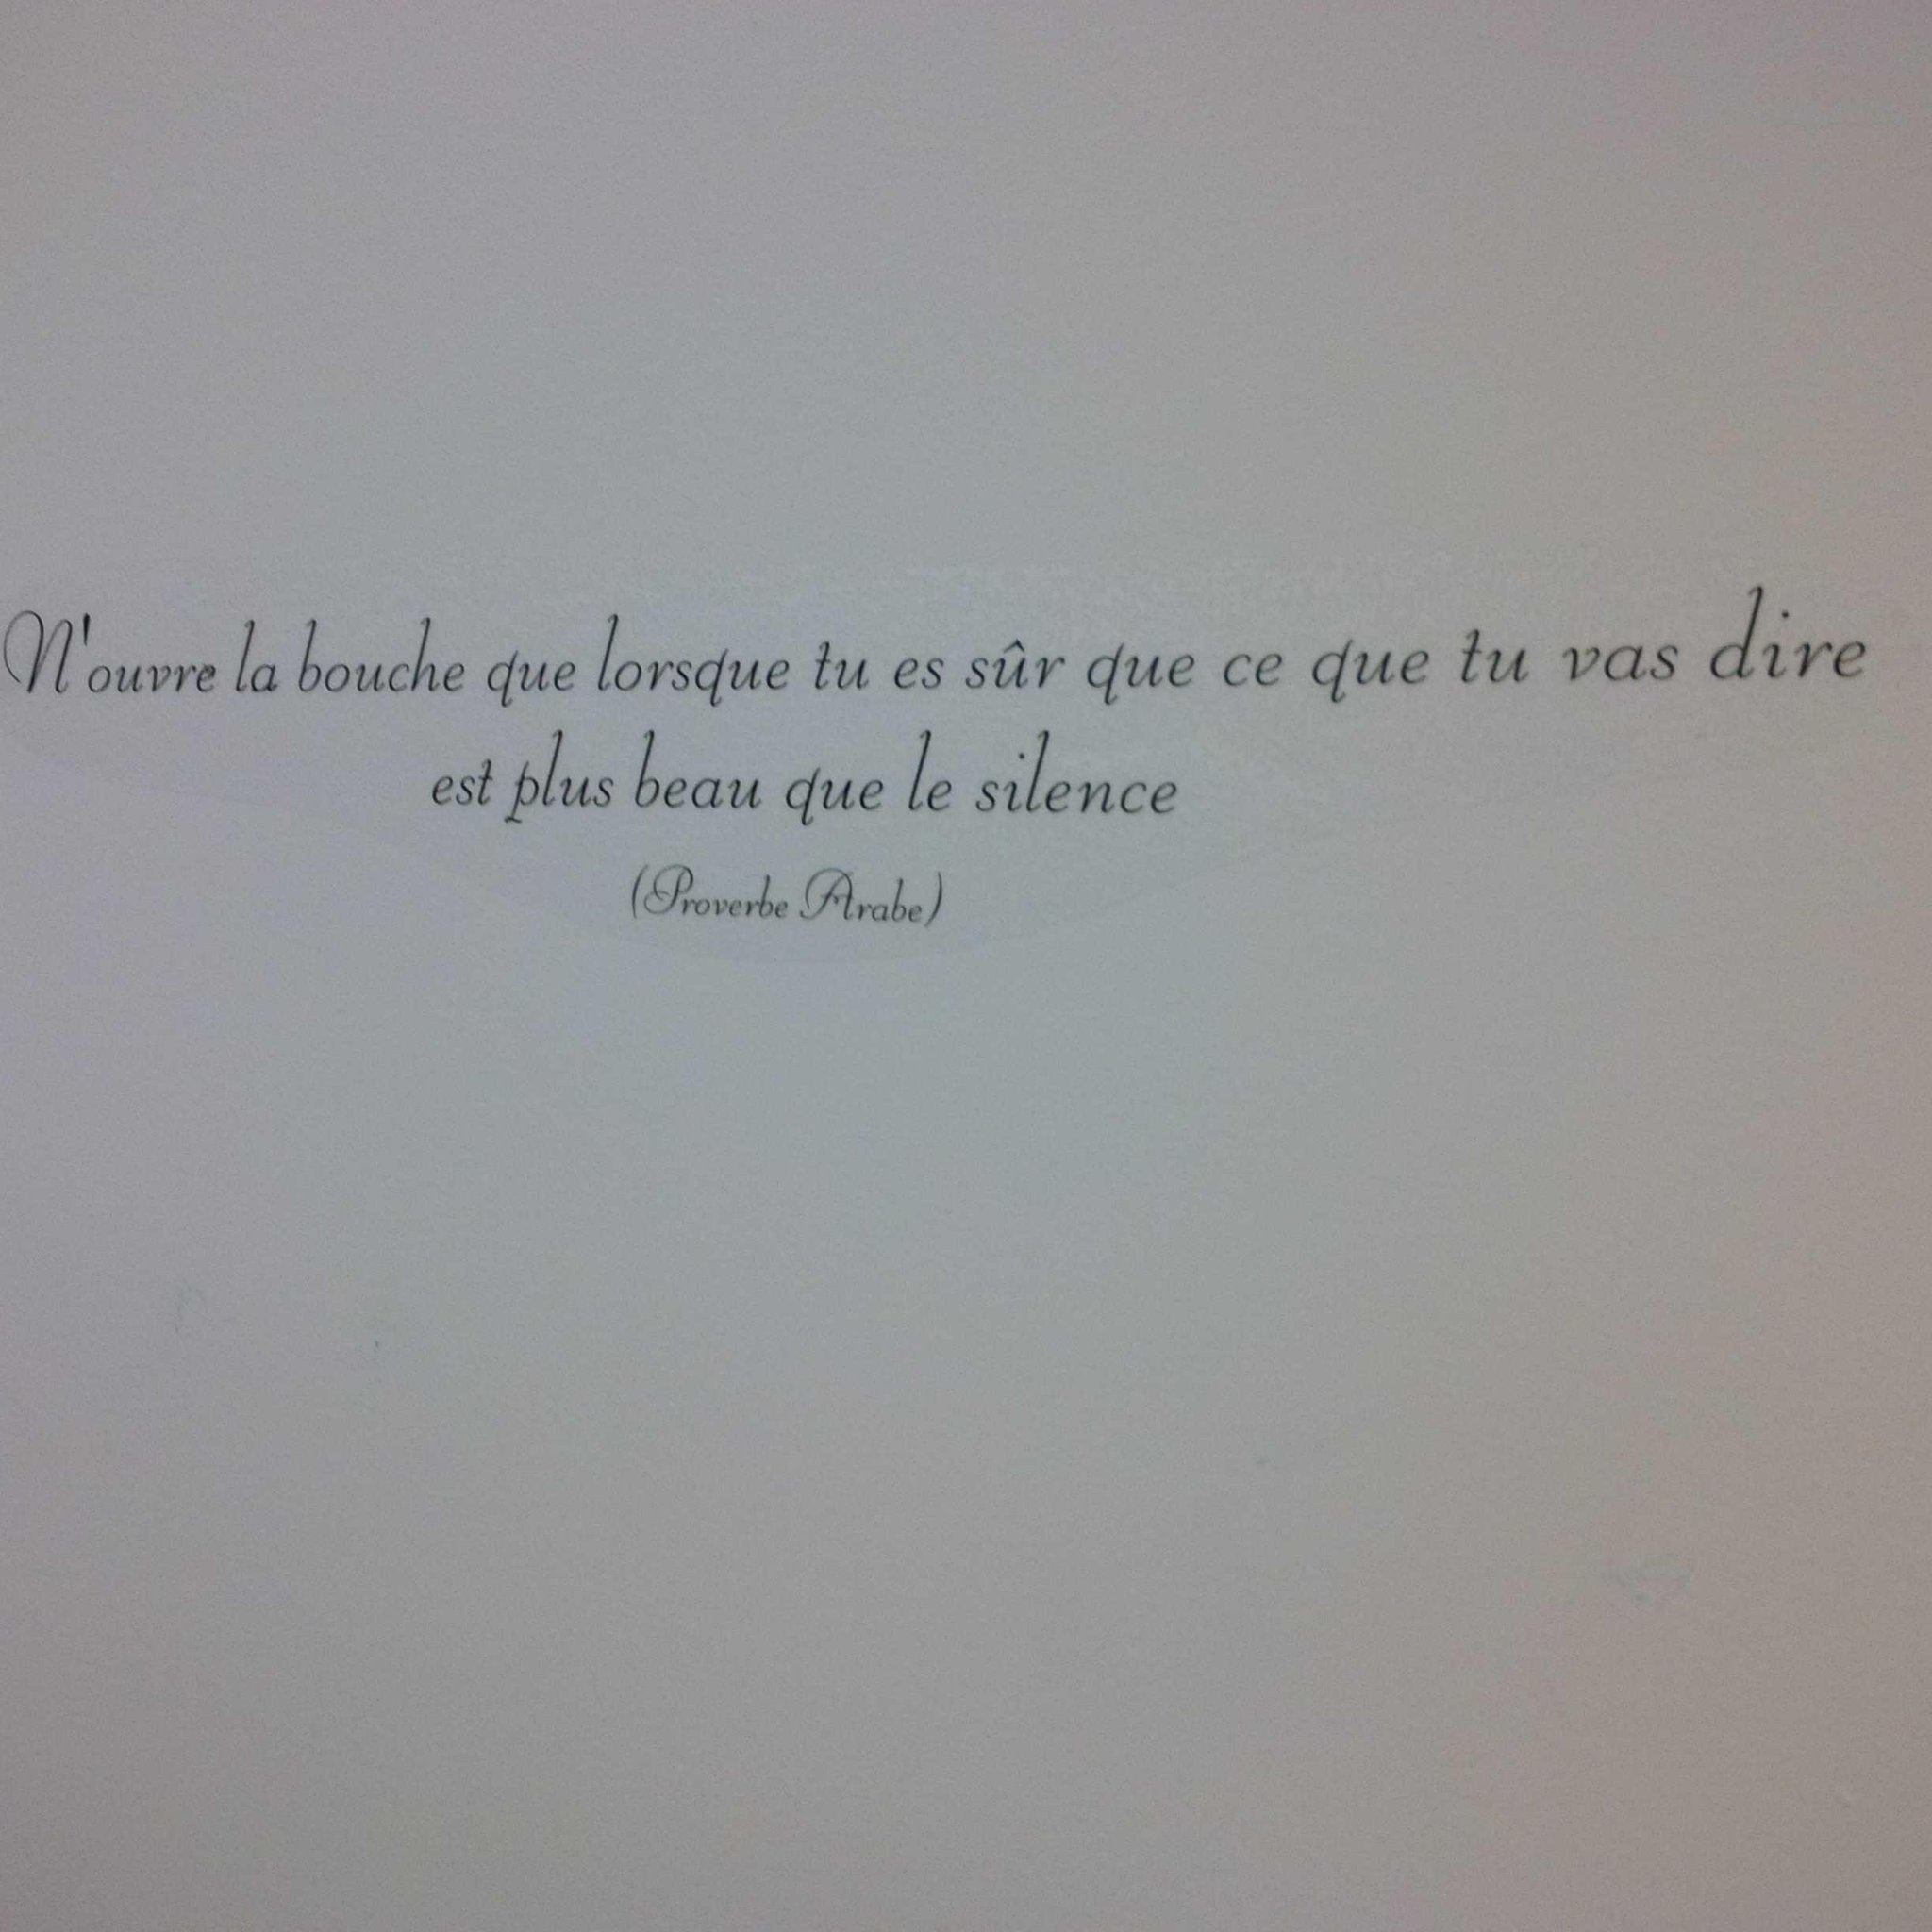 N'ouvre la bouche que lorsque tu es sûr que ce que tu vas dire
est plus beau que le silence
(Proverbe Arabe)